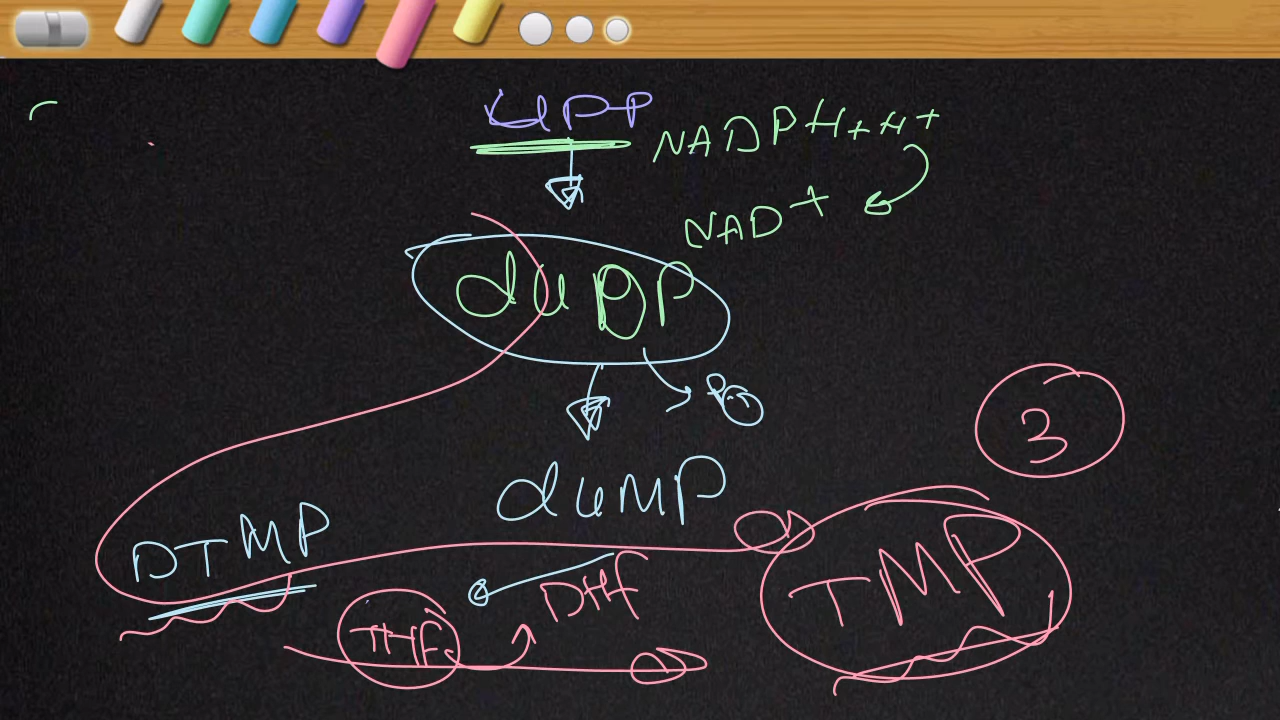 UDP
NADPH+H+
NAD+
duDP
3
duMP
DTMP
DHF
TMP
THF